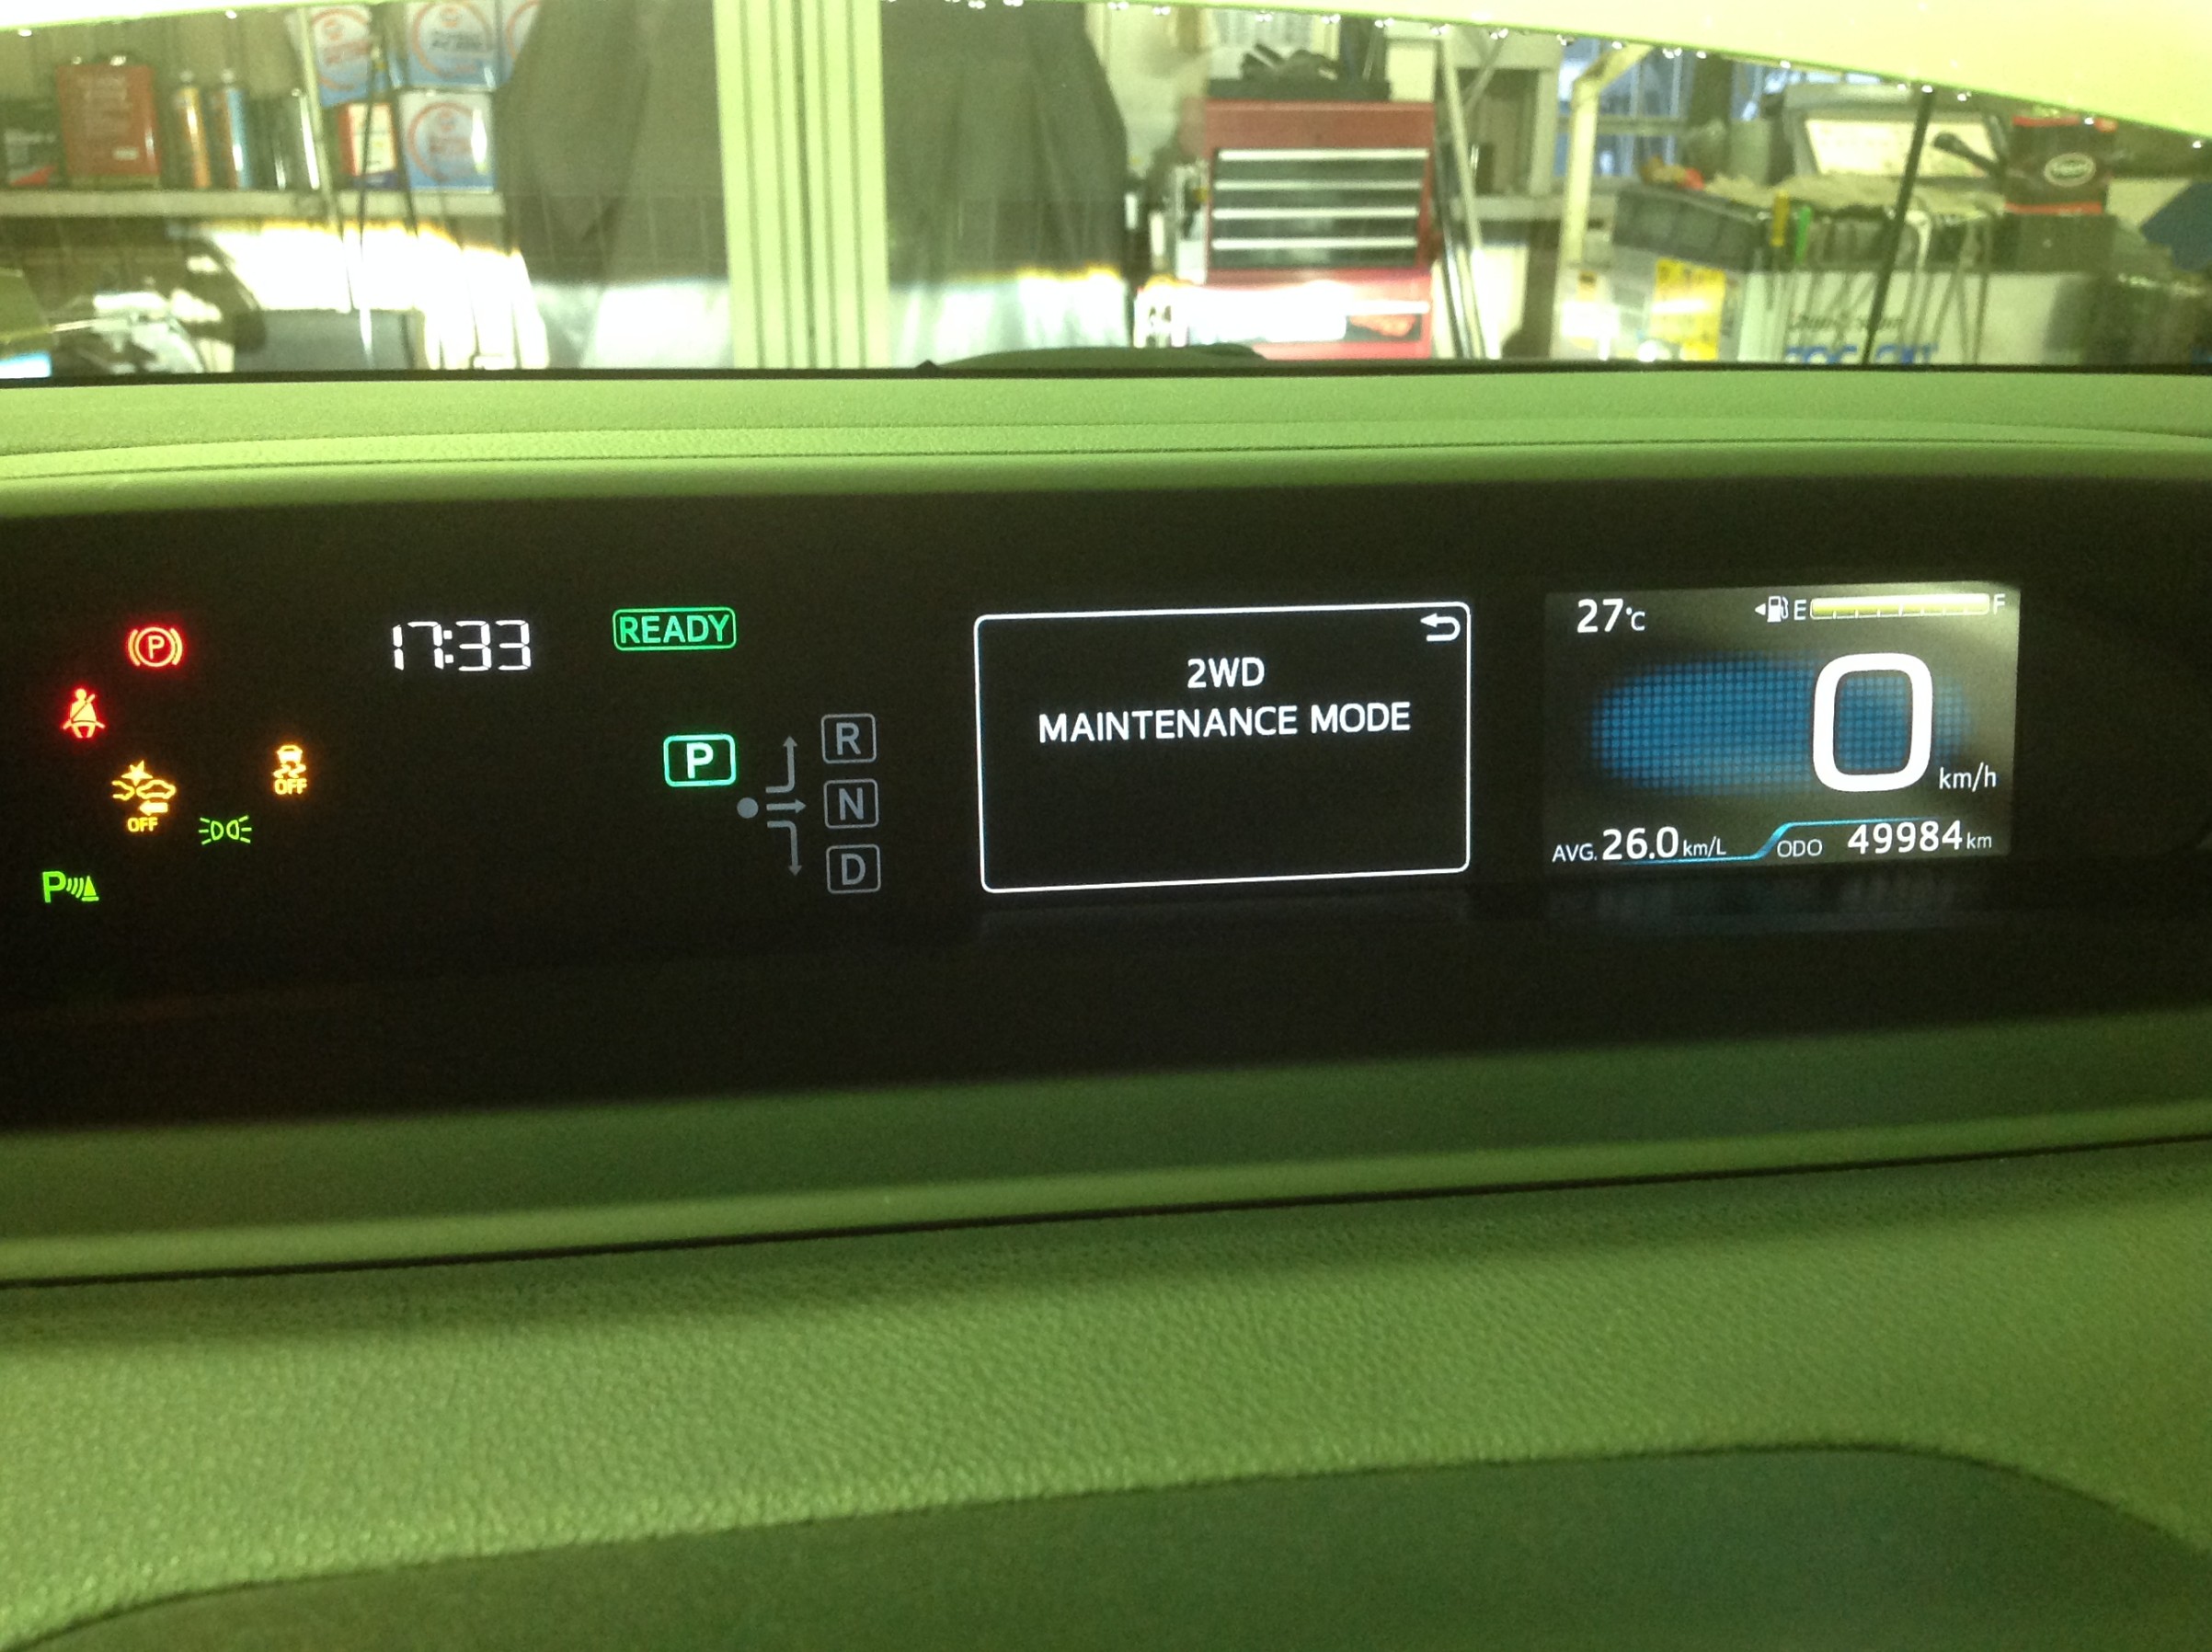 17:33
READY
P
R
N
D
OFF
OFF
P
P
2WD
MAINTENANCE MODE
27°C
E F
0 km/h
AVG. 26.0 km/L ODO 49984 km